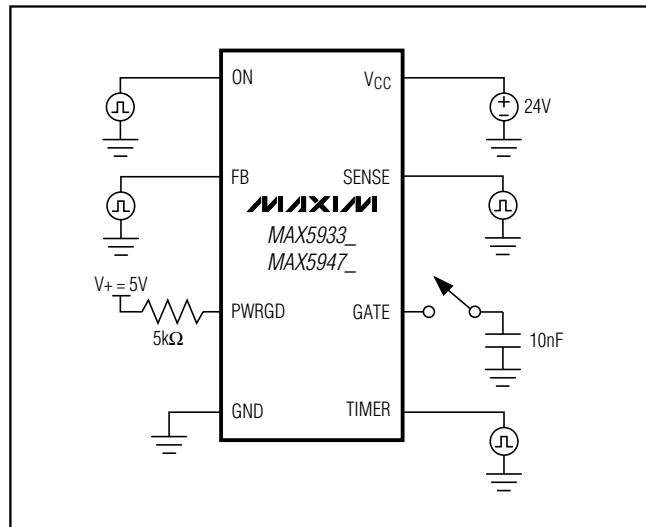 ON
VCC
24V
FB
SENSE
MAXIM
MAX5933_
MAX5947_
V+ = 5V
PWRGD
5kΩ
GATE
10nF
GND
TIMER